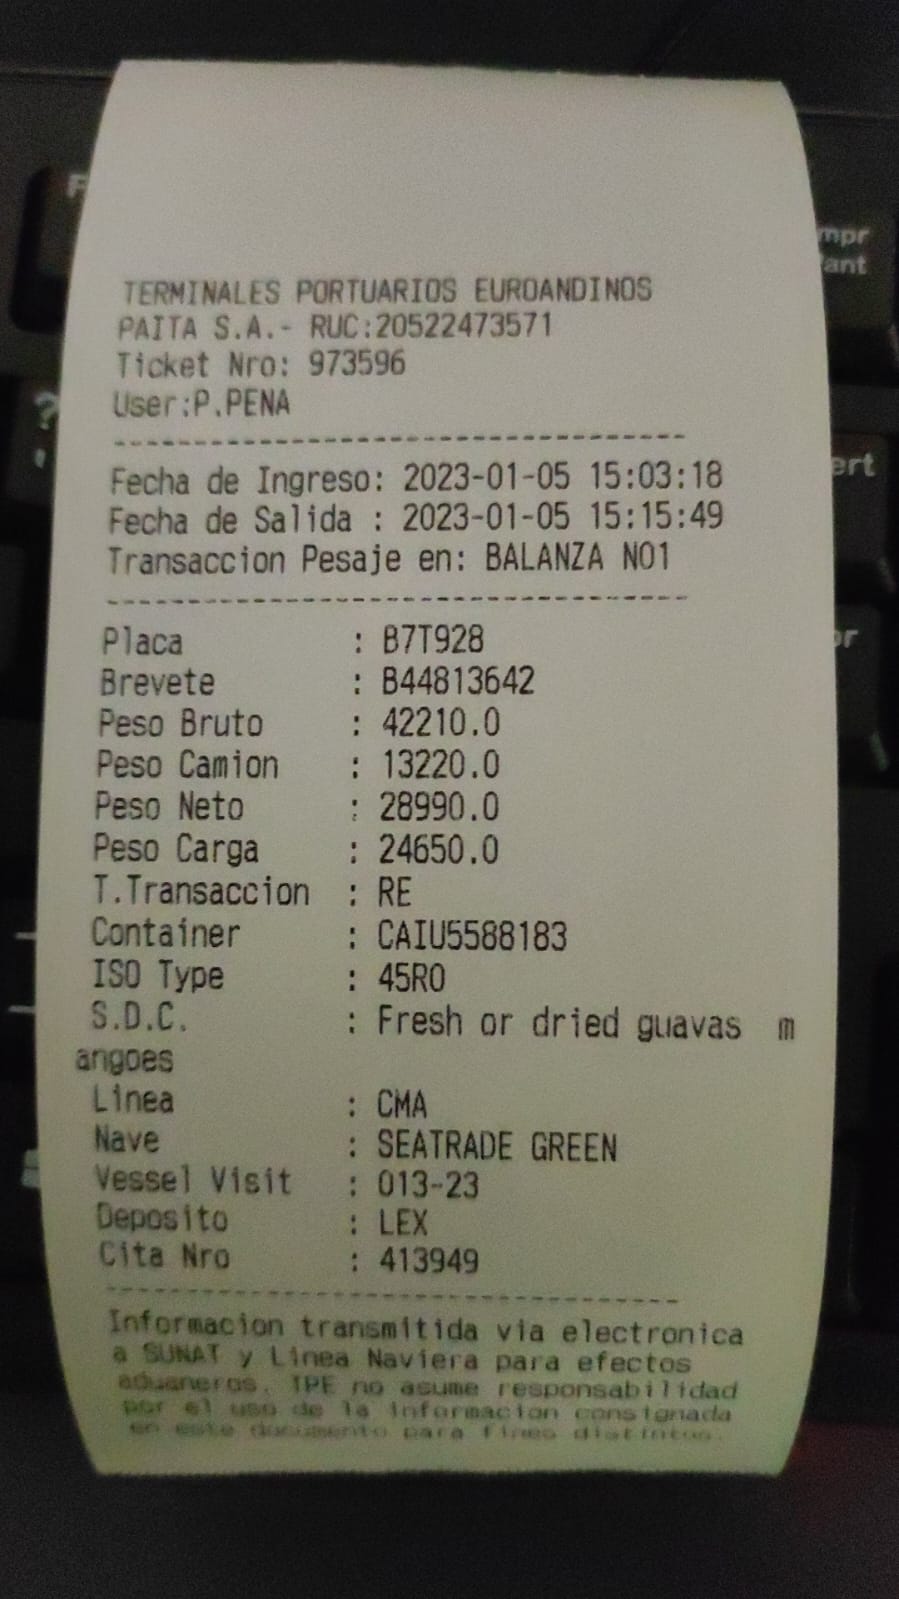 TERMINALES PORTUARIOS EUROANDINOS
PAITA S.A.- RUC:20522473571
Ticket Nro: 973596
User:P.PENA
---------------------------------
Fecha de Ingreso: 2023-01-05 15:03:18
Fecha de Salida : 2023-01-05 15:15:49
Transaccion Pesaje en: BALANZA NO1
---------------------------------
Placa : B7T928
Brevete : B44813642
Peso Bruto : 42210.0
Peso Camion : 13220.0
Peso Neto : 28990.0
Peso Carga : 24650.0
T.Transaccion : RE
Container : CAIU5588183
ISO Type : 45R0
S.D.C. : Fresh or dried guavas m
angoes
Linea : CMA
Nave : SEATRADE GREEN
Vessel Visit : 013-23
Deposito : LEX
Cita Nro : 413949
---------------------------------
Informacion transmitida via electronica
a SUNAT y Linea Naviera para efectos
aduaneros. TPE no asume responsabilidad
por el uso de la informacion consignada
en este documento para fines distintos.